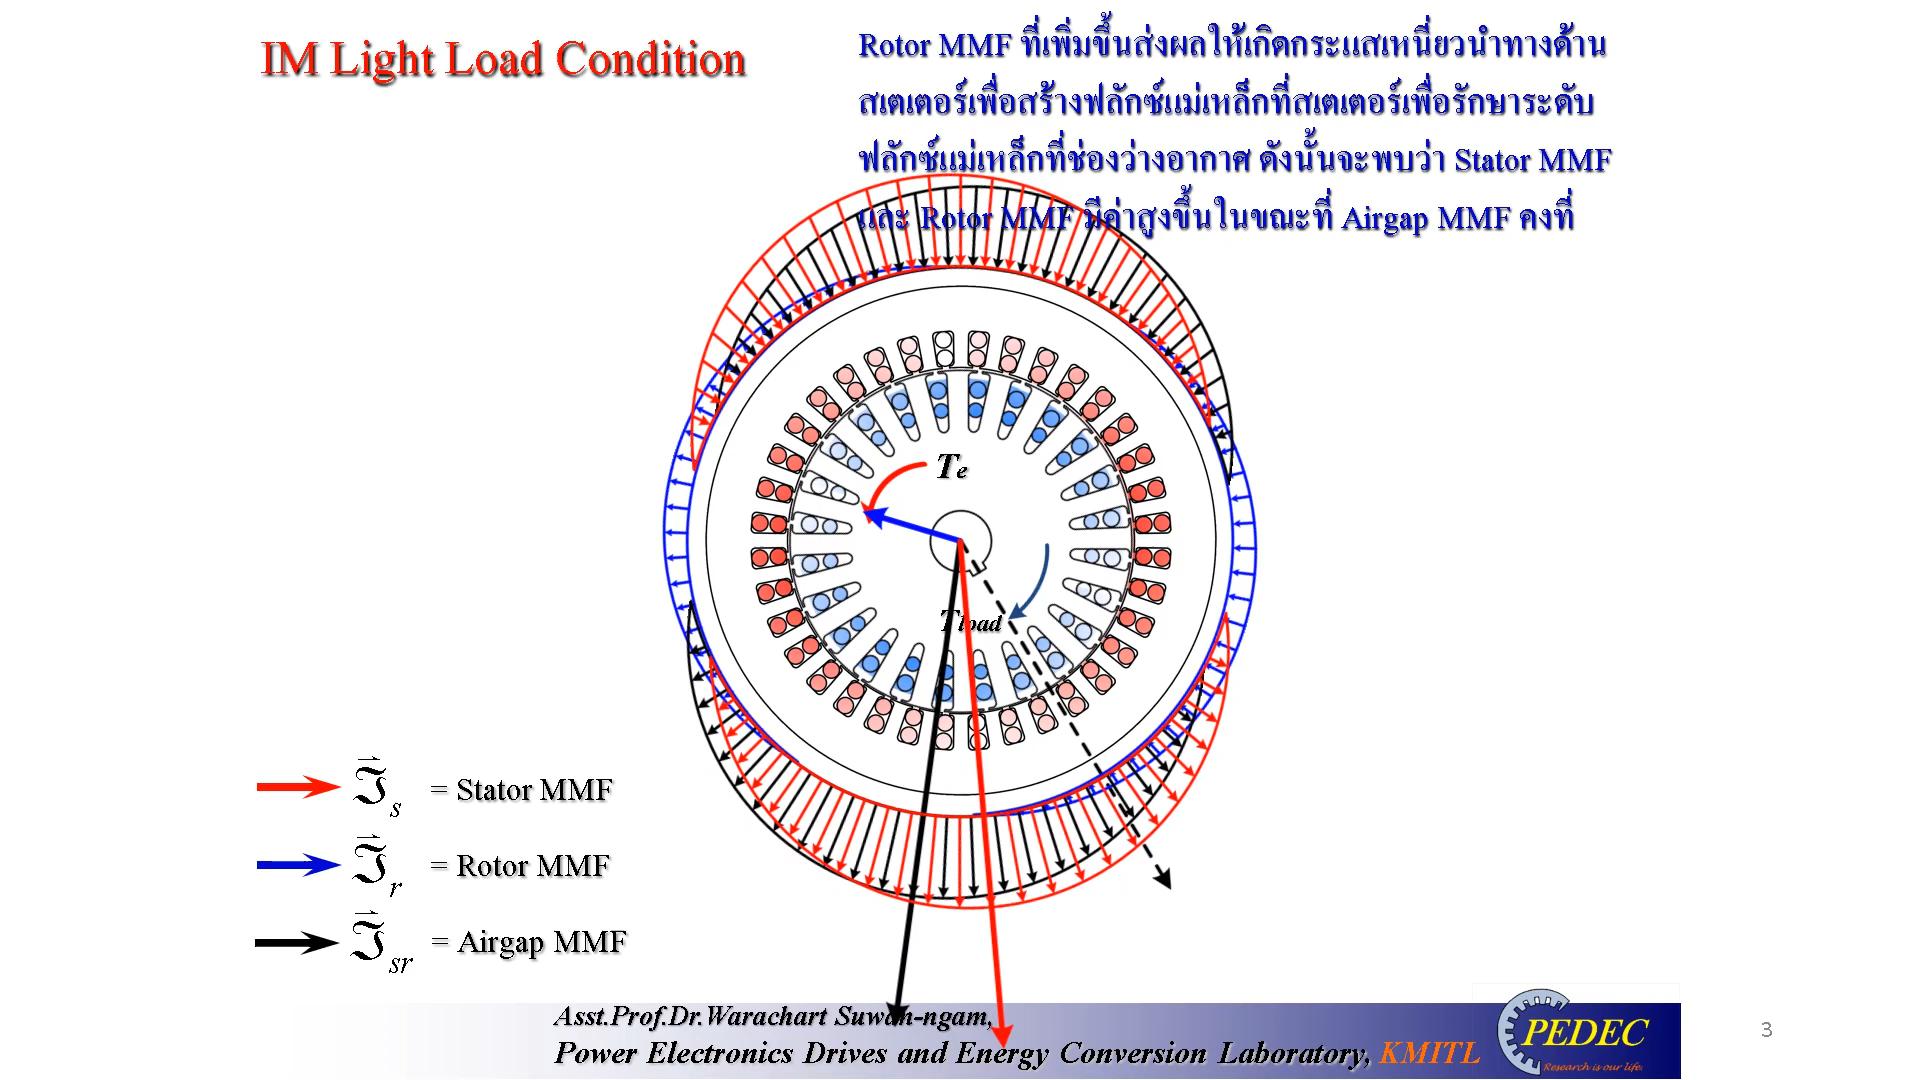 IM Light Load Condition
Rotor MMF ที่เพิ่มขึ้นส่งผลให้เกิดกระแสเหนี่ยวนำทางด้าน
สเตเตอร์เพื่อสร้างฟลักซ์แม่เหล็กที่สเตเตอร์เพื่อรักษาระดับ
ฟลักซ์แม่เหล็กที่ช่องว่างอากาศ ดังนั้นจะพบว่า Stator MMF
และ Rotor MMF มีค่าสูงขึ้นในขณะที่ Airgap MMF คงที่
Te
Tload
ℑs = Stator MMF
ℑr = Rotor MMF
ℑsr = Airgap MMF
Asst.Prof.Dr.Warachart Suwan-ngam,
Power Electronics Drives and Energy Conversion Laboratory, KMITL
PEDEC
Research is our life.
3